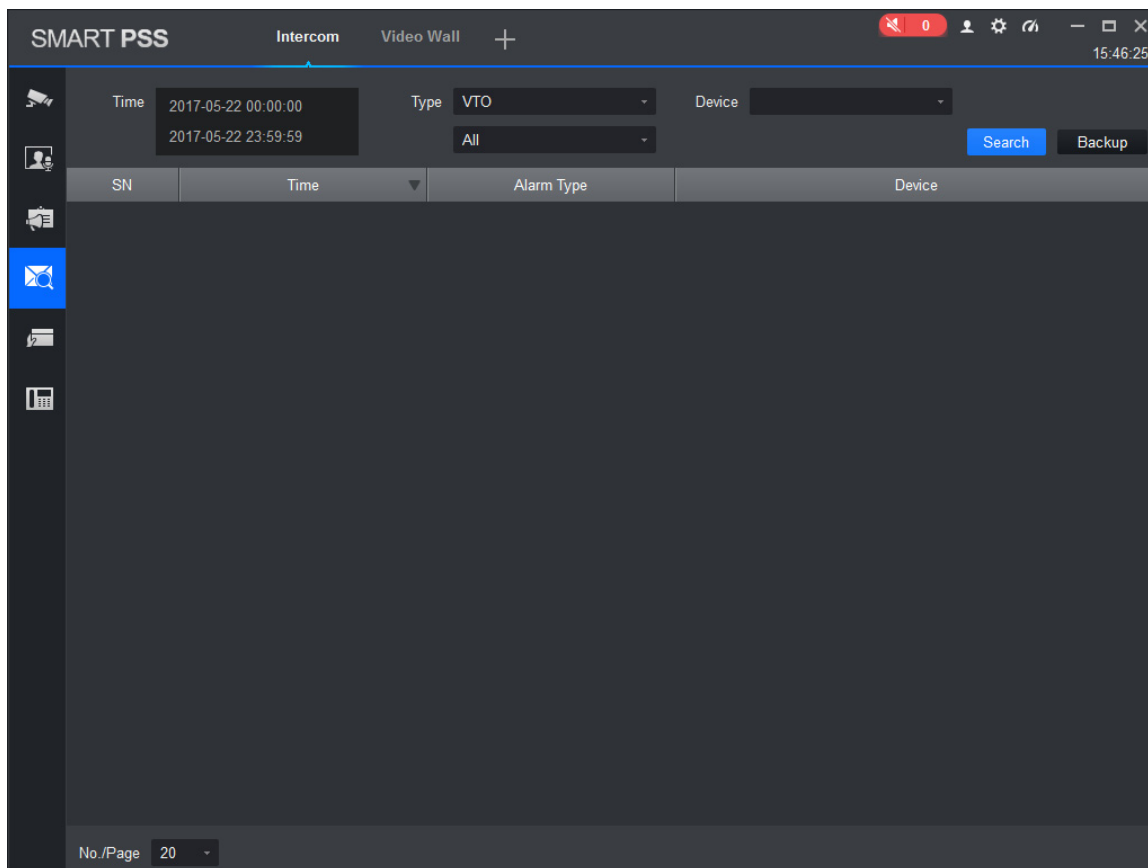 SMART PSS Intercom Video Wall 0
15:46:25
Time 2017-05-22 00:00:00 Type VTO Device
2017-05-22 23:59:59 All
Search Backup
SN Time Alarm Type Device
No./Page 20